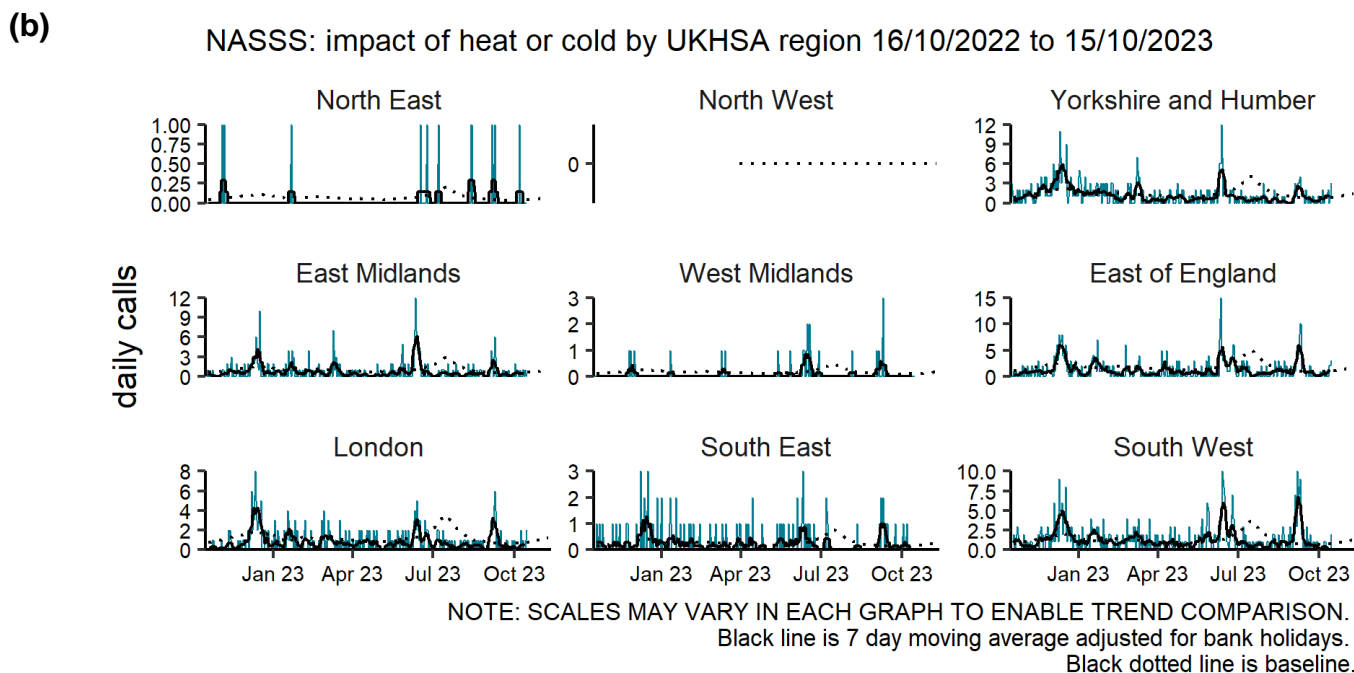 (b)
NASSS: impact of heat or cold by UKHSA region 16/10/2022 to 15/10/2023
North East
North West
Yorkshire and Humber
1.00
0.75
0.50
0.25
0.00
0
12
9
6
3
0
daily calls
East Midlands
West Midlands
East of England
12
9
6
3
0
3
2
1
0
15
10
5
0
London
South East
South West
8
6
4
2
0
3
2
1
0
10.0
7.5
5.0
2.5
0.0
Jan 23 Apr 23 Jul 23 Oct 23
Jan 23 Apr 23 Jul 23 Oct 23
Jan 23 Apr 23 Jul 23 Oct 23
NOTE: SCALES MAY VARY IN EACH GRAPH TO ENABLE TREND COMPARISON.
Black line is 7 day moving average adjusted for bank holidays.
Black dotted line is baseline.